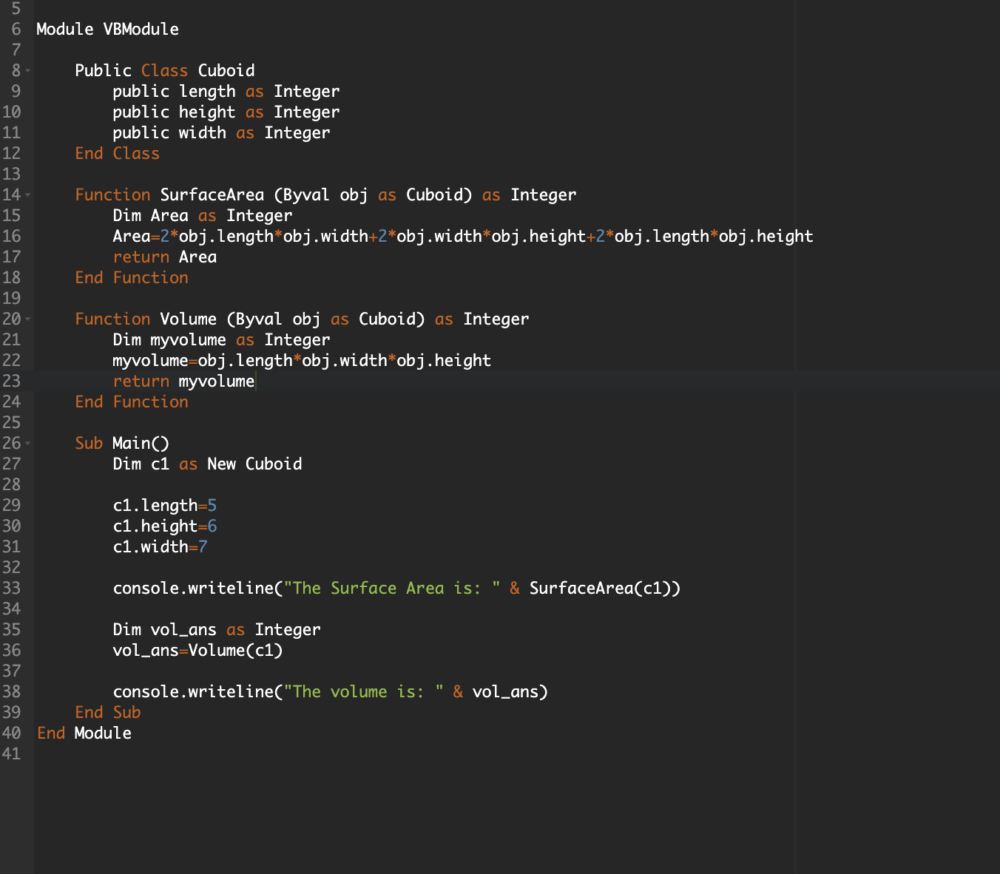 5
6 Module VBModule
7
8 Public Class Cuboid
9 public length as Integer
10 public height as Integer
11 public width as Integer
12 End Class
13
14 Function SurfaceArea (Byval obj as Cuboid) as Integer
15 Dim Area as Integer
16 Area=2*obj.length*obj.width+2*obj.width*obj.height+2*obj.length*obj.height
17 return Area
18 End Function
19
20 Function Volume (Byval obj as Cuboid) as Integer
21 Dim myvolume as Integer
22 myvolume=obj.length*obj.width*obj.height
23 return myvolume
24 End Function
25
26 Sub Main()
27 Dim c1 as New Cuboid
28
29 c1.length=5
30 c1.height=6
31 c1.width=7
32
33 console.writeline("The Surface Area is: " & SurfaceArea(c1))
34
35 Dim vol_ans as Integer
36 vol_ans=Volume(c1)
37
38 console.writeline("The volume is: " & vol_ans)
39 End Sub
40 End Module
41